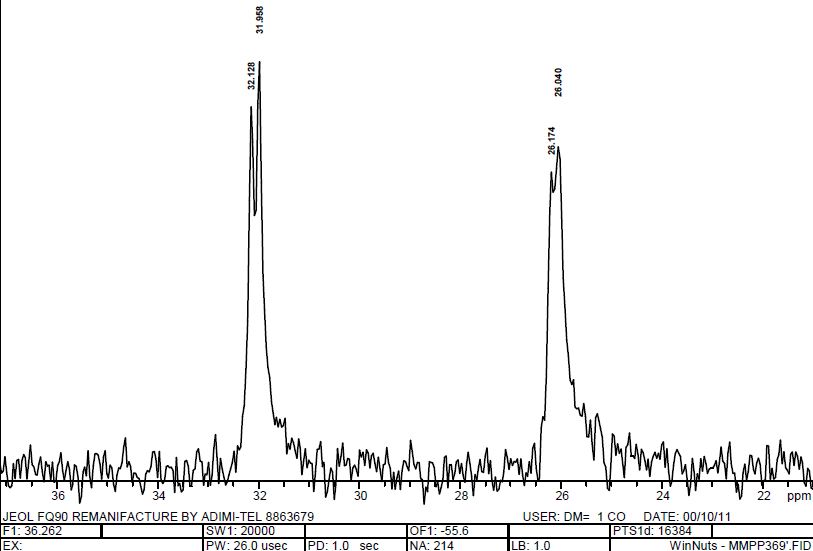 31.958
32.128
26.040
26.174
36 34 32 30 28 26 24 22 ppm
JEOL FQ90 REMANIFACTURE BY ADIMI-TEL 8863679 USER: DM= 1 CO DATE: 00/10/11
F1: 36.262 SW1: 20000 OF1: -55.6 PTS1d: 16384
EX: PW: 26.0 usec PD: 1.0 sec NA: 214 LB: 1.0 WinNuts - MMPP369'.FID